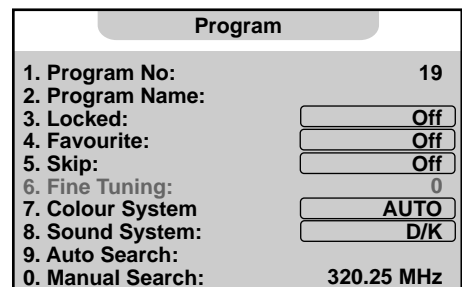 Program
1. Program No: 19
2. Program Name:
3. Locked: Off
4. Favourite: Off
5. Skip: Off
6. Fine Tuning: 0
7. Colour System AUTO
8. Sound System: D/K
9. Auto Search:
0. Manual Search: 320.25 MHz